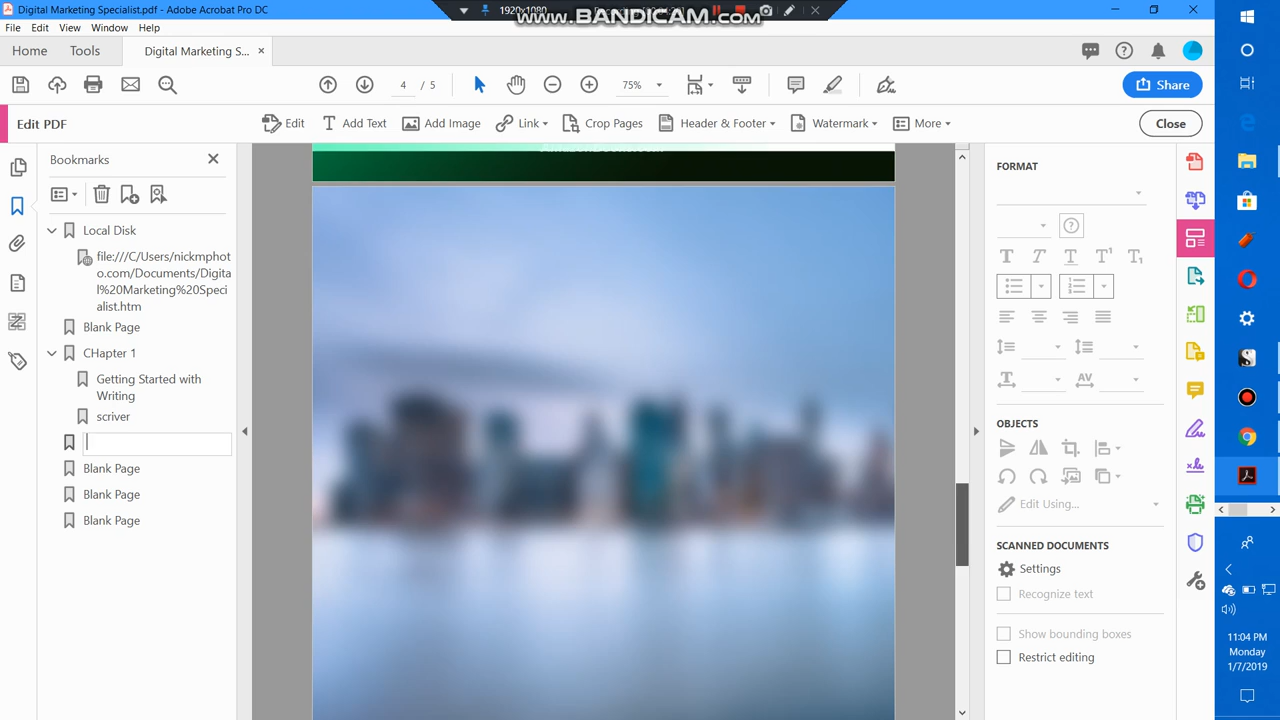 Digital Marketing Specialist.pdf - Adobe Acrobat Pro DC
1920x1080
www.BANDICAM.com
File Edit View Window Help
Home Tools Digital Marketing S... ×
4 / 5 75% Share
Edit PDF Edit Add Text Add Image Link Crop Pages Header & Footer Watermark More Close
Bookmarks
Local Disk
file:///C/Users/nickmphot
o.com/Documents/Digita
l%20Marketing%20Speci
alist.htm
Blank Page
CHapter 1
Getting Started with
Writing
scriver
Blank Page
Blank Page
Blank Page
FORMAT
OBJECTS
Edit Using...
SCANNED DOCUMENTS
Settings
Recognize text
Show bounding boxes
Restrict editing
11:04 PM
Monday
1/7/2019